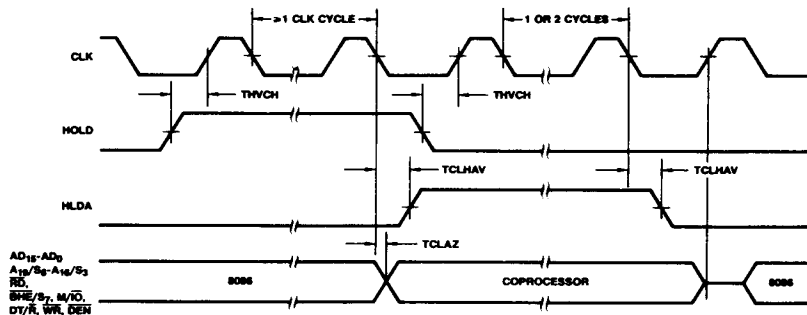 ≥1 CLK CYCLE
1 OR 2 CYCLES
CLK
THVCH
THVCH
HOLD
TCLHAV
TCLHAV
HLDA
TCLAZ
AD15-AD0
A19/S6-A16/S3
RD,
BHE/S7, M/IO,
DT/R, WR, DEN
8086
COPROCESSOR
8086